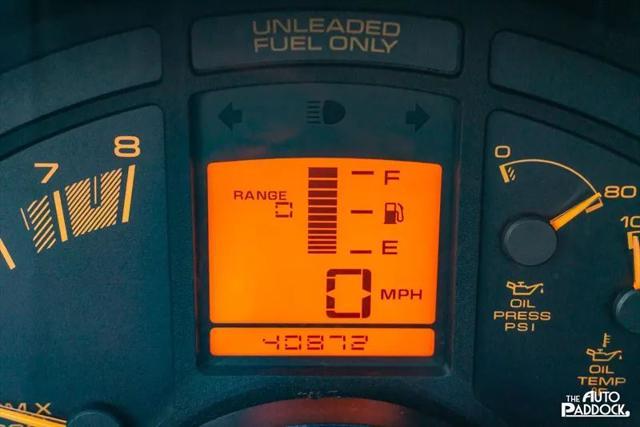 UNLEADED
FUEL ONLY
7 8
RANGE
0
F
E
0 MPH
40872
0
80
OIL
PRESS
PSI
OIL
TEMP
°F
THE AUTO
PADDOCK